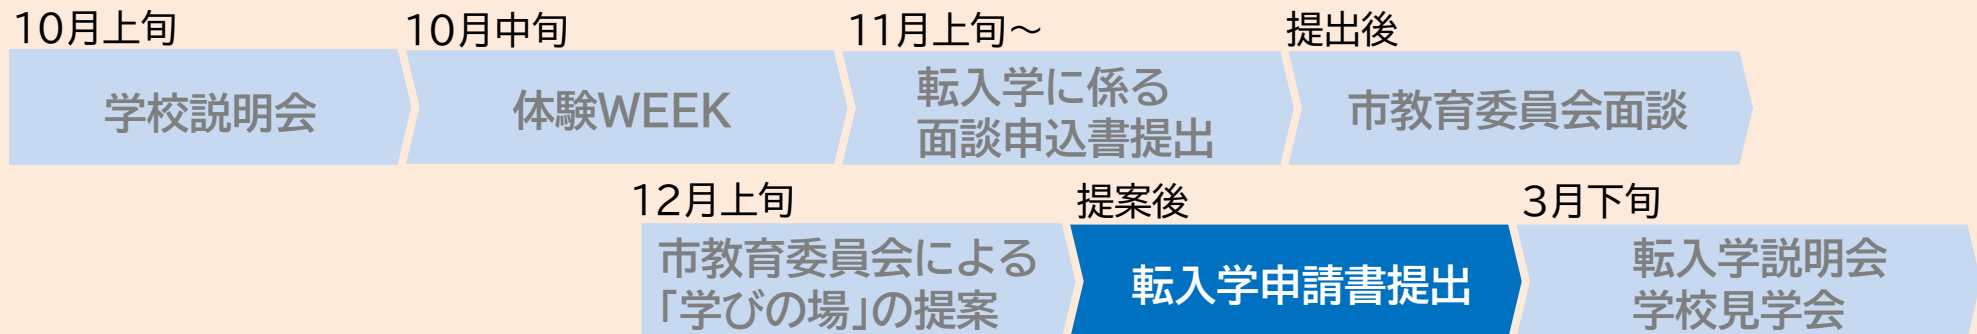 10月上旬
学校説明会
10月中旬
体験WEEK
11月上旬～
転入学に係る
面談申込書提出
提出後
市教育委員会面談
12月上旬
市教育委員会による
「学びの場」の提案
提案後
転入学申請書提出
3月下旬
転入学説明会
学校見学会